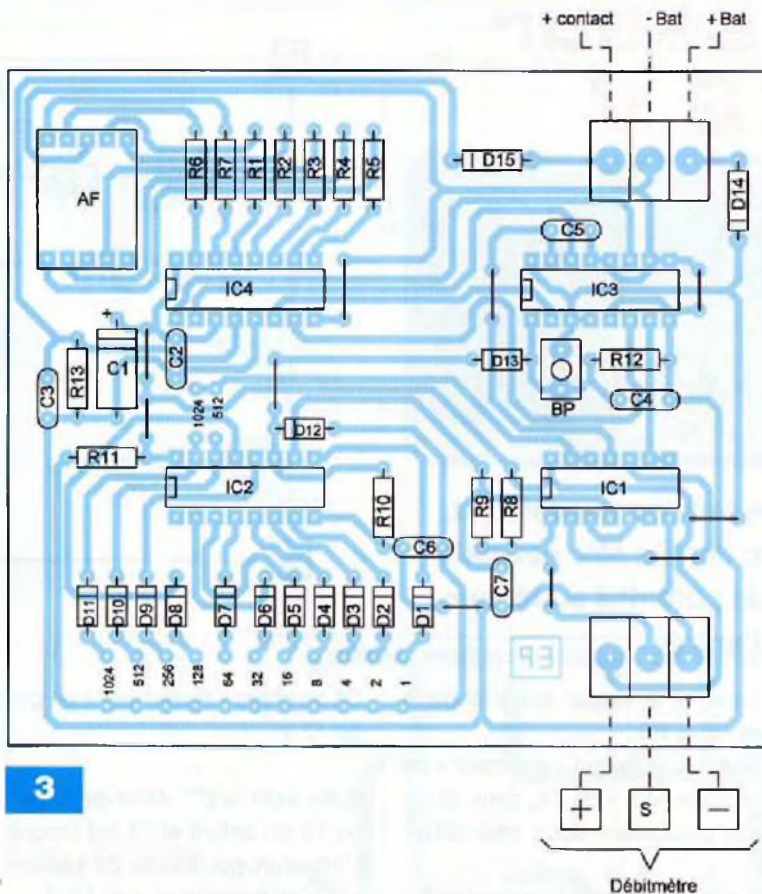 + contact - Bat + Bat
AF
R6 R7 R1 R2 R3 R4 R5
D15
D14
C5
IC4
IC3
+
C3
R13
C1
C2
1024
512
D13
BP
R12
C4
D12
R11
IC2
R10
R9
R8
IC1
C6
C7
D11 D10 D9 D8 D7 D6 D5 D4 D3 D2 D1
1024 512 256 128 64 32 16 8 4 2 1
EP
3
+ S -
Débitmètre